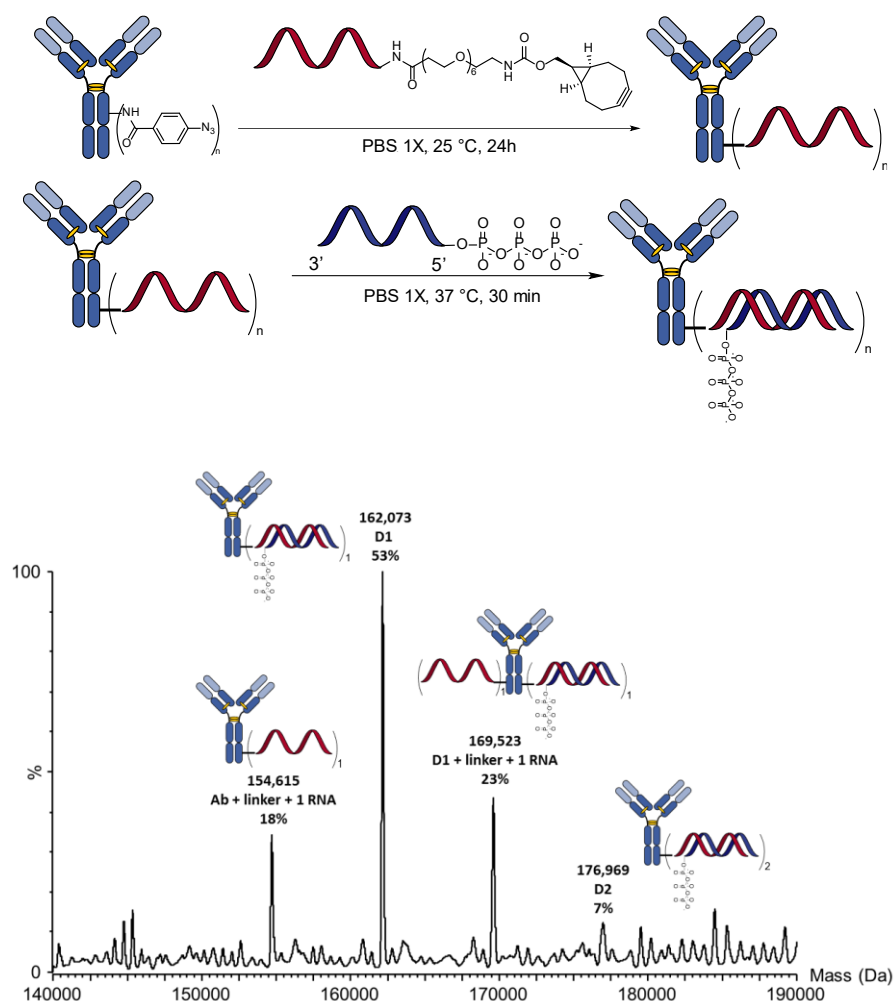 NH
O
N3
n
NH
O
O
6
NH
O
O
H
H
PBS 1X, 25 °C, 24h
n
n
3’
5’
O P O P O P O-
O O O
O- O- O-
PBS 1X, 37 °C, 30 min
n
O
O P O-
O
O P O-
O
O P O-
O-
162,073
D1
53%
1
100
1
1
169,523
D1 + linker + 1 RNA
23%
1
154,615
Ab + linker + 1 RNA
18%
2
176,969
D2
7%
%
0
140000
150000
160000
170000
180000
190000
Mass (Da)